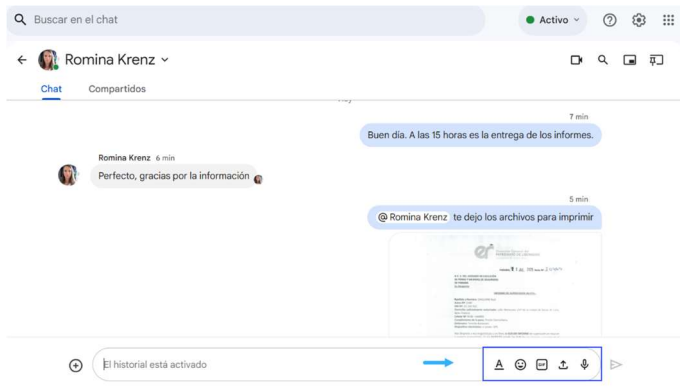 Buscar en el chat
Activo
Romina Krenz
Chat Compartidos
7 min
Buen día. A las 15 horas es la entrega de los informes.
Romina Krenz 6 min
Perfecto, gracias por la información
5 min
@ Romina Krenz te dejo los archivos para imprimir
er
El historial está activado
A GIF